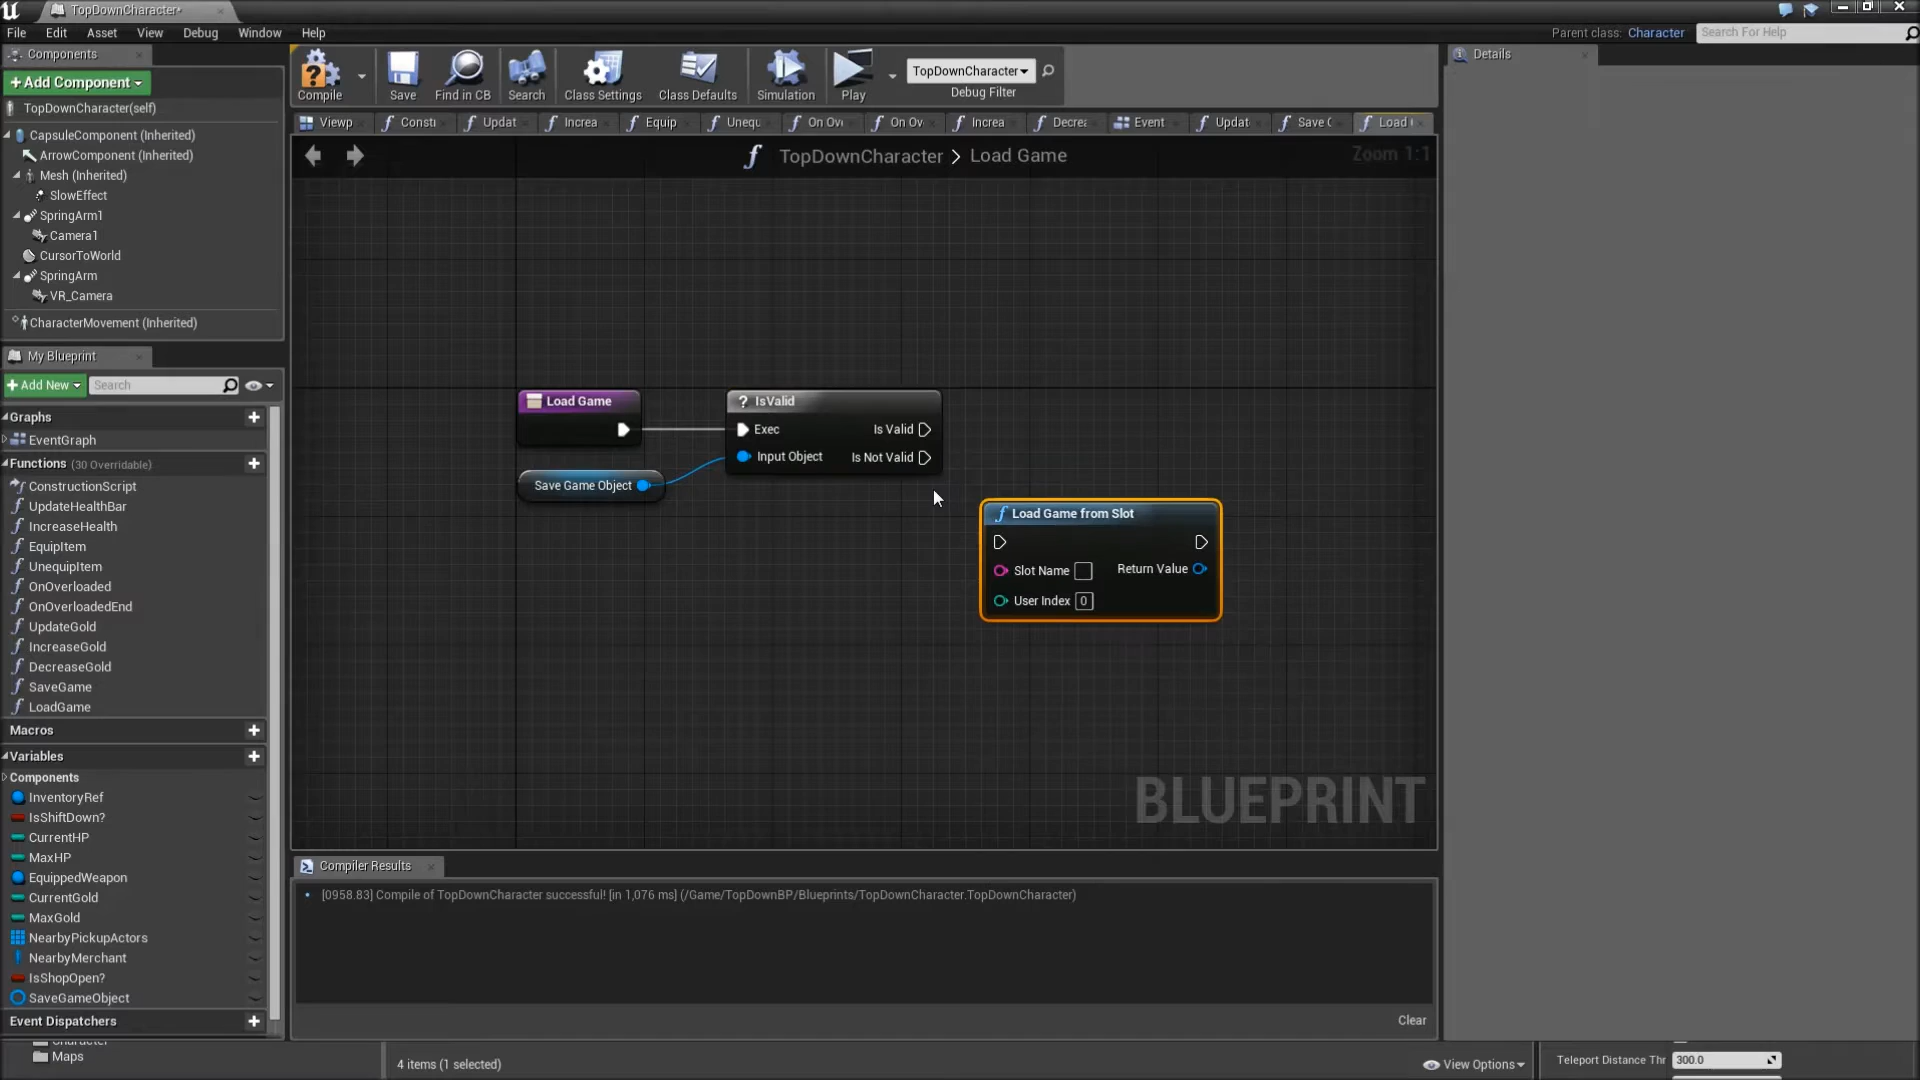 TopDownCharacter*
File Edit Asset View Debug Window Help
Parent class: Character
Search For Help
Components
+Add Component
TopDownCharacter(self)
CapsuleComponent (Inherited)
ArrowComponent (Inherited)
Mesh (Inherited)
SlowEffect
SpringArm1
Camera1
CursorToWorld
SpringArm
VR_Camera
CharacterMovement (Inherited)
My Blueprint
+Add New
Search
Graphs
EventGraph
Functions (30 Overridable)
ConstructionScript
UpdateHealthBar
IncreaseHealth
EquipItem
UnequipItem
OnOverloaded
OnOverloadedEnd
UpdateGold
IncreaseGold
DecreaseGold
SaveGame
LoadGame
Macros
Variables
Components
InventoryRef
IsShiftDown?
CurrentHP
MaxHP
EquippedWeapon
CurrentGold
MaxGold
NearbyPickupActors
NearbyMerchant
IsShopOpen?
SaveGameObject
Event Dispatchers
Compile Save Find in CB Search Class Settings Class Defaults Simulation Play
TopDownCharacter
Debug Filter
Viewp Constr Updat Increa Equip Unequ On Ov On Ov Increa Decrea Event Updat Save Load
TopDownCharacter > Load Game
Zoom 1:1
Load Game
IsValid
Exec Is Valid
Input Object Is Not Valid
Save Game Object
Load Game from Slot
Slot Name Return Value
User Index 0
BLUEPRINT
Compiler Results
[0958.83] Compile of TopDownCharacter successful! [in 1,076 ms] (/Game/TopDownBP/Blueprints/TopDownCharacter.TopDownCharacter)
Clear
Details
Maps
4 items (1 selected)
View Options
Teleport Distance Thr 300.0